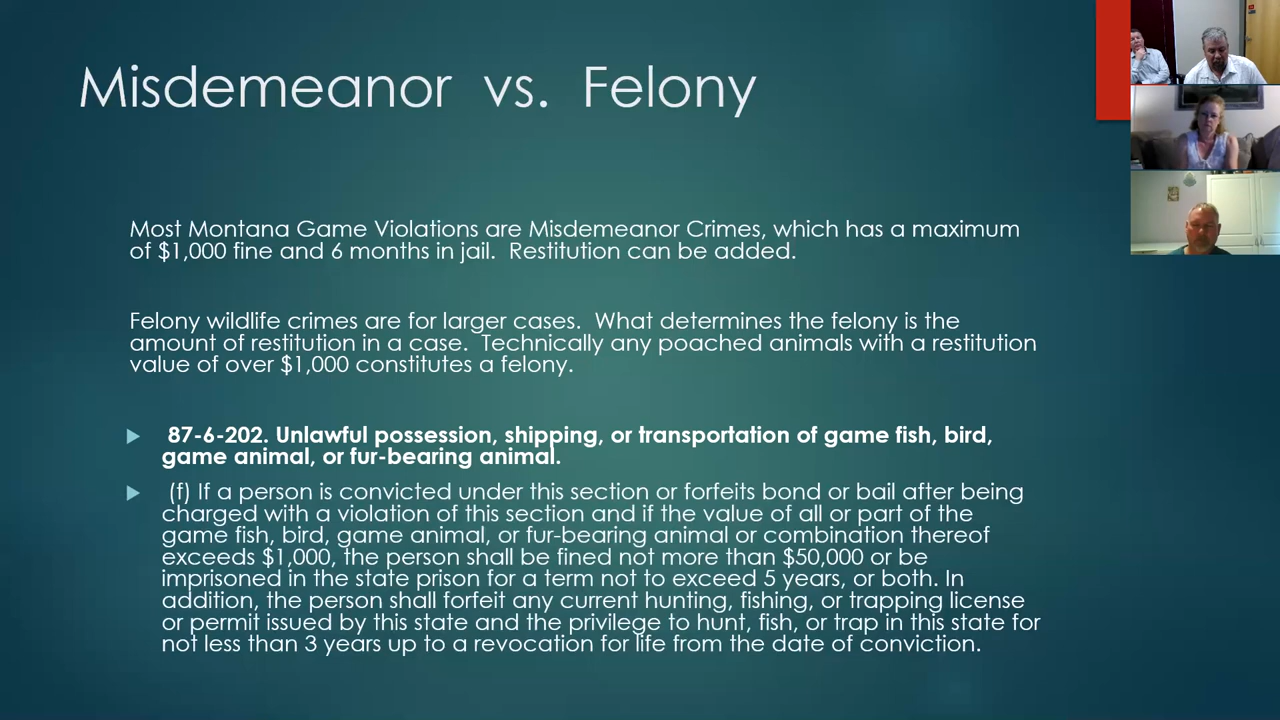 Misdemeanor vs. Felony
Most Montana Game Violations are Misdemeanor Crimes, which has a maximum
of $1,000 fine and 6 months in jail. Restitution can be added.
Felony wildlife crimes are for larger cases. What determines the felony is the
amount of restitution in a case. Technically any poached animals with a restitution
value of over $1,000 constitutes a felony.
87-6-202. Unlawful possession, shipping, or transportation of game fish, bird,
game animal, or fur-bearing animal.
(f) If a person is convicted under this section or forfeits bond or bail after being
charged with a violation of this section and if the value of all or part of the
game fish, bird, game animal, or fur-bearing animal or combination thereof
exceeds $1,000, the person shall be fined not more than $50,000 or be
imprisoned in the state prison for a term not to exceed 5 years, or both. In
addition, the person shall forfeit any current hunting, fishing, or trapping license
or permit issued by this state and the privilege to hunt, fish, or trap in this state for
not less than 3 years up to a revocation for life from the date of conviction.